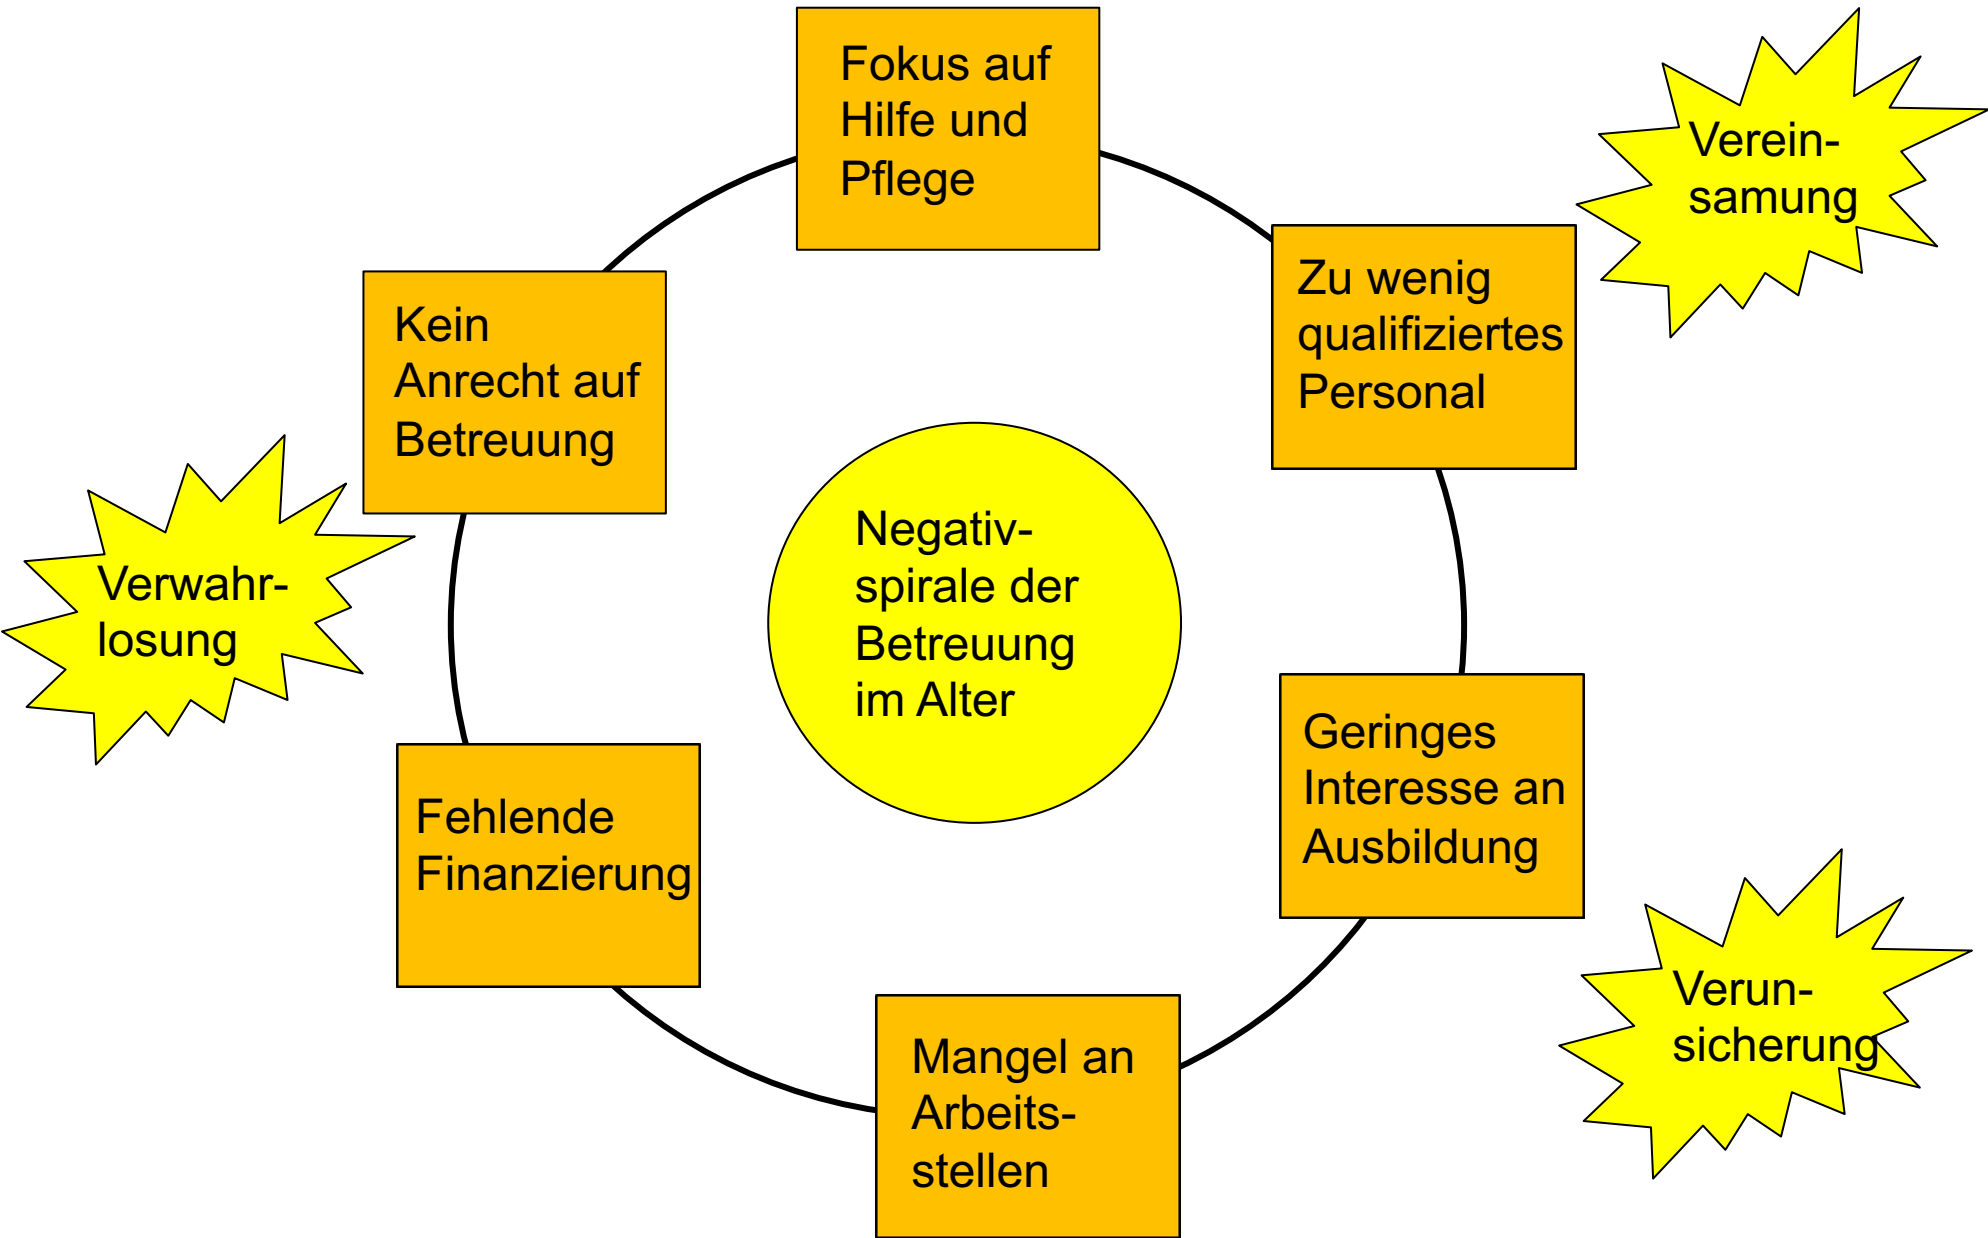 Fokus auf
Hilfe und
Pflege
Verein-
samung
Zu wenig
qualifiziertes
Personal
Kein
Anrecht auf
Betreuung
Negativ-
spirale der
Betreuung
im Alter
Verwahr-
losung
Geringes
Interesse an
Ausbildung
Fehlende
Finanzierung
Verun-
sicherung
Mangel an
Arbeits-
stellen